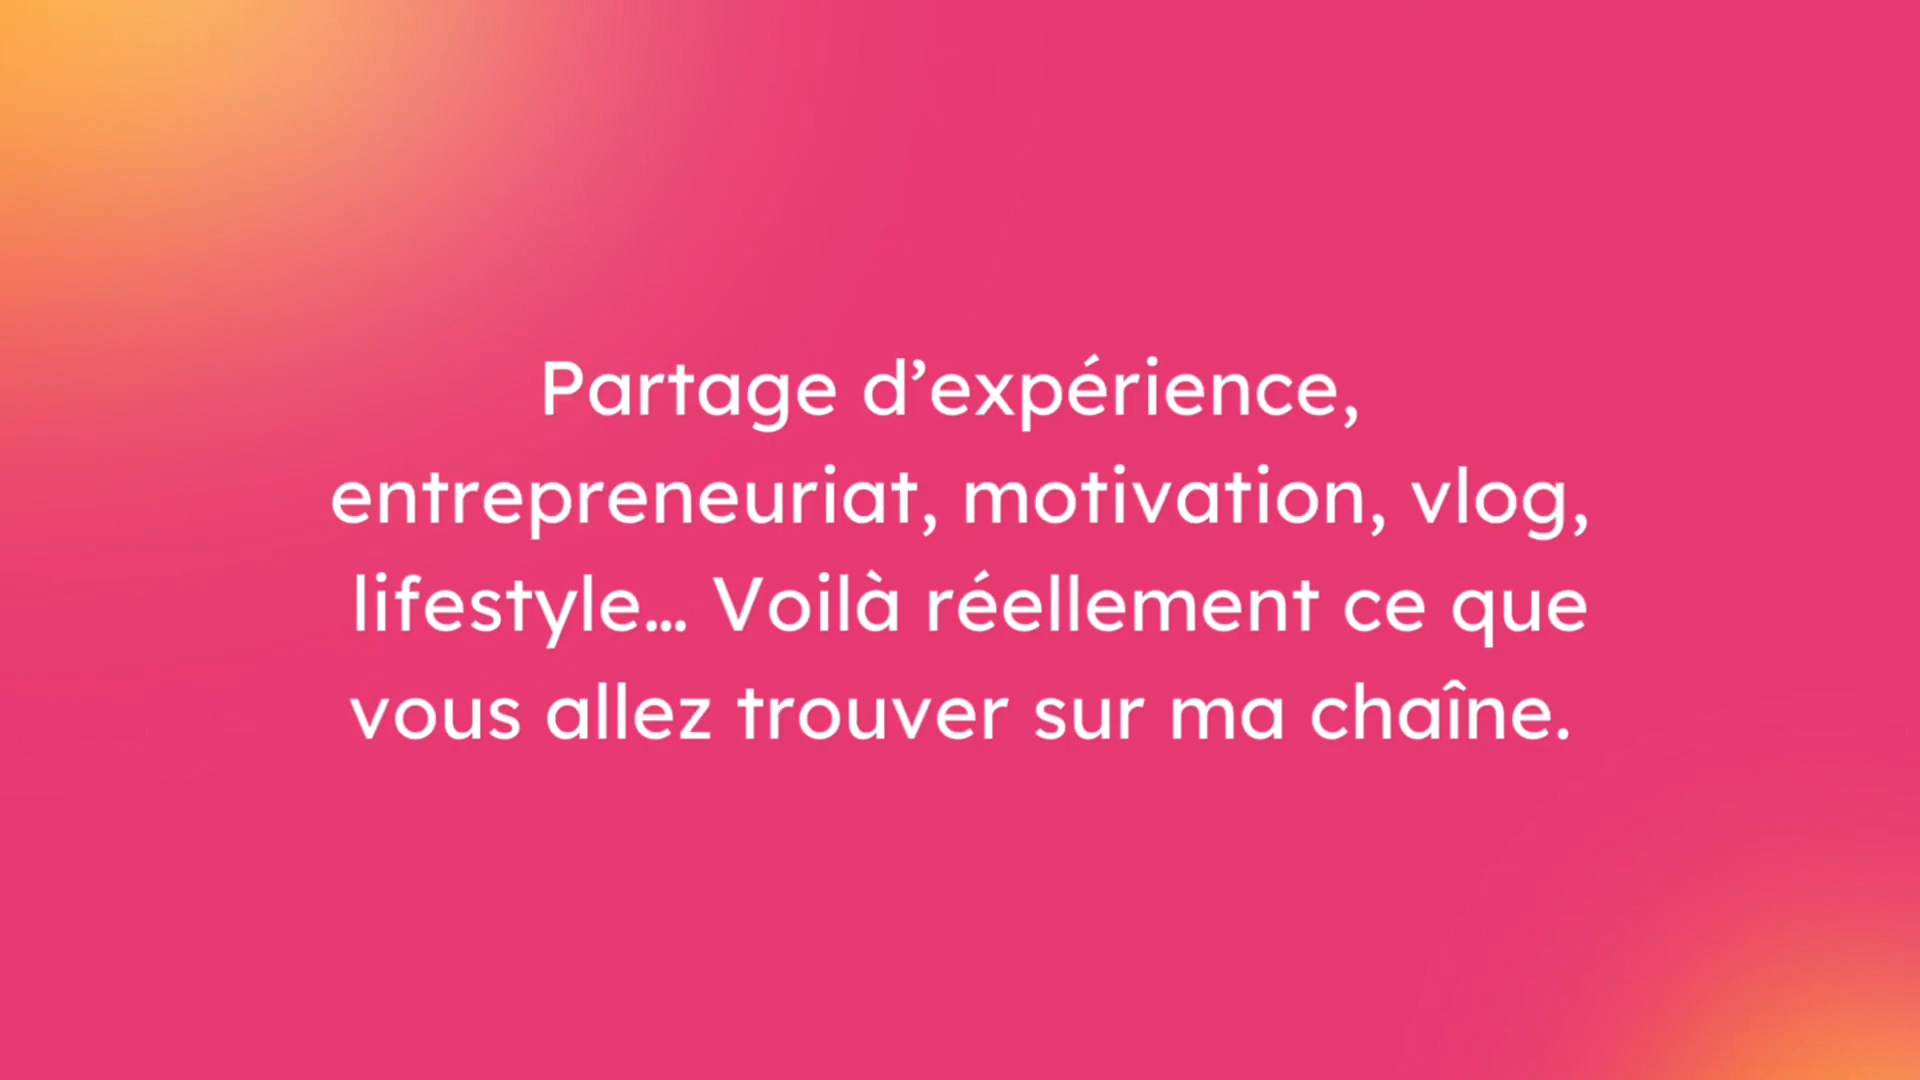 Partage d’expérience,
entrepreneuriat, motivation, vlog,
lifestyle… Voilà réellement ce que
vous allez trouver sur ma chaîne.